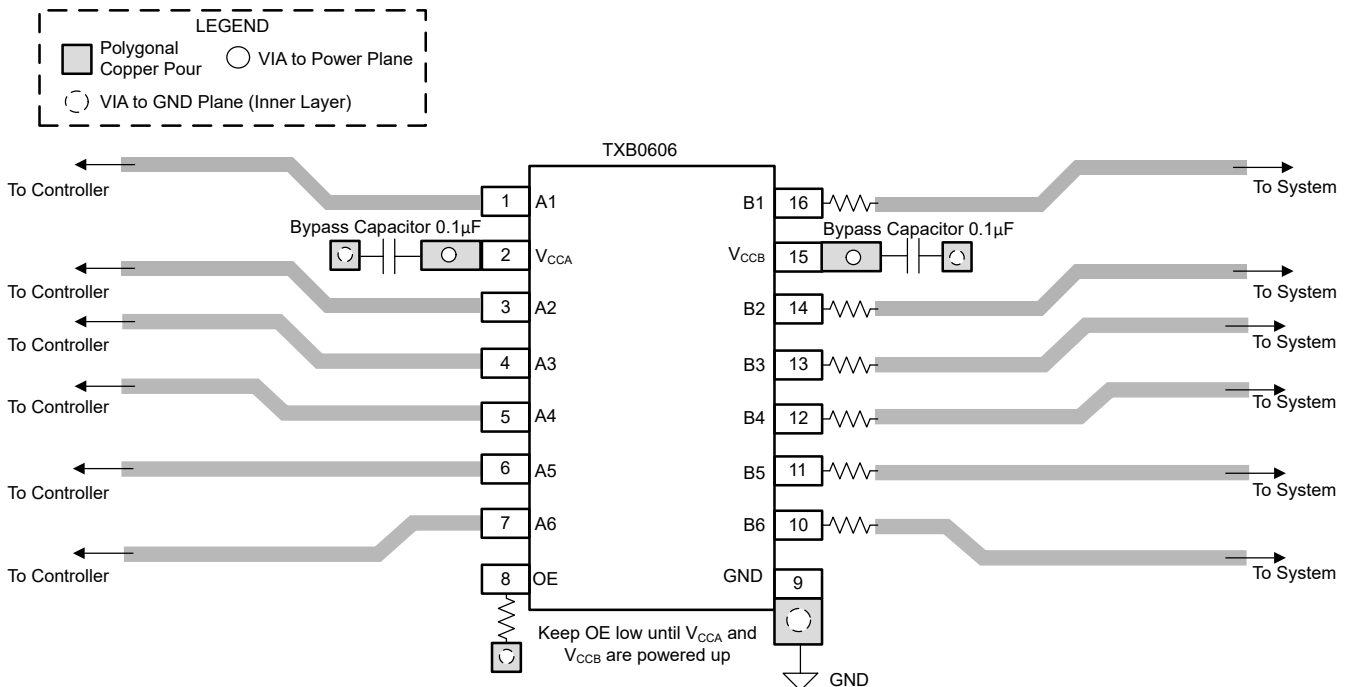 LEGEND
Polygonal
Copper Pour
VIA to Power Plane
VIA to GND Plane (Inner Layer)
TXB0606
To Controller
1 A1
B1 16
To System
Bypass Capacitor 0.1µF
Bypass Capacitor 0.1µF
2 VCCA
VCCB 15
To Controller
3 A2
B2 14
To System
To Controller
4 A3
B3 13
To System
To Controller
5 A4
B4 12
To System
To Controller
6 A5
B5 11
To System
7 A6
B6 10
To Controller
8 OE
GND 9
To System
Keep OE low until VCCA and
VCCB are powered up
GND